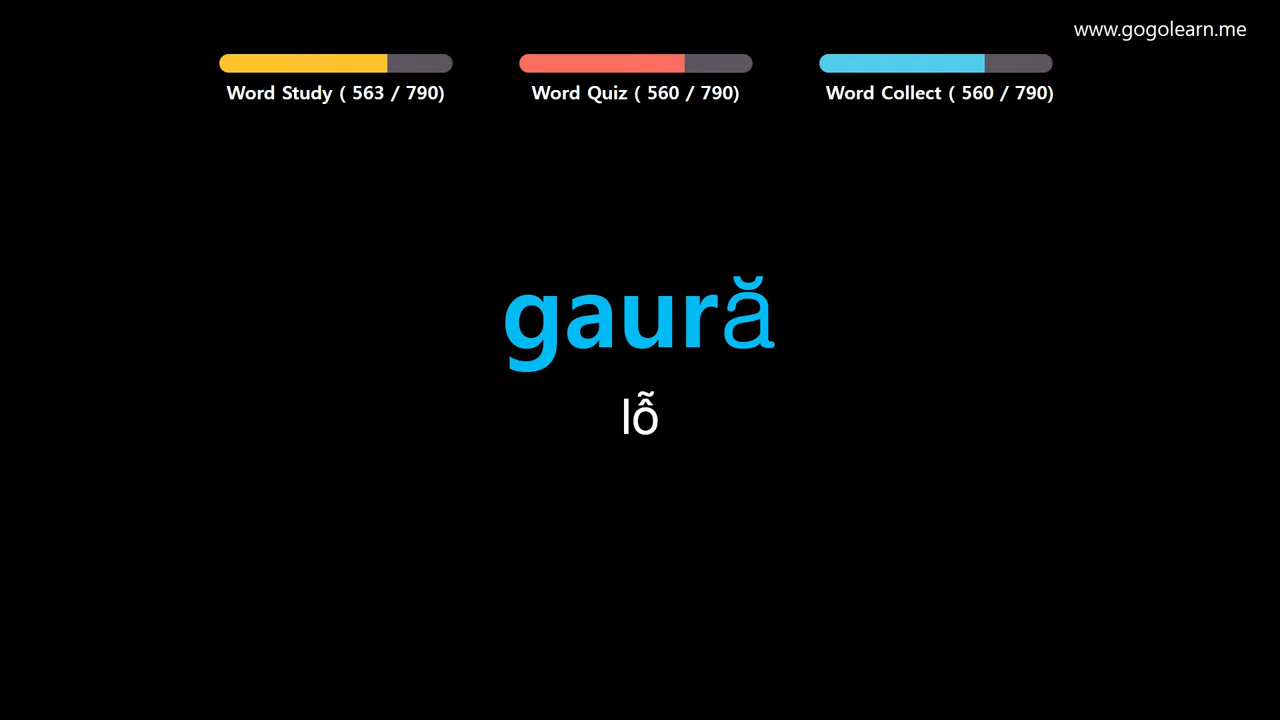 www.gogolearn.me
Word Study ( 563 / 790)
Word Quiz ( 560 / 790)
Word Collect ( 560 / 790)
gaură
lỗ